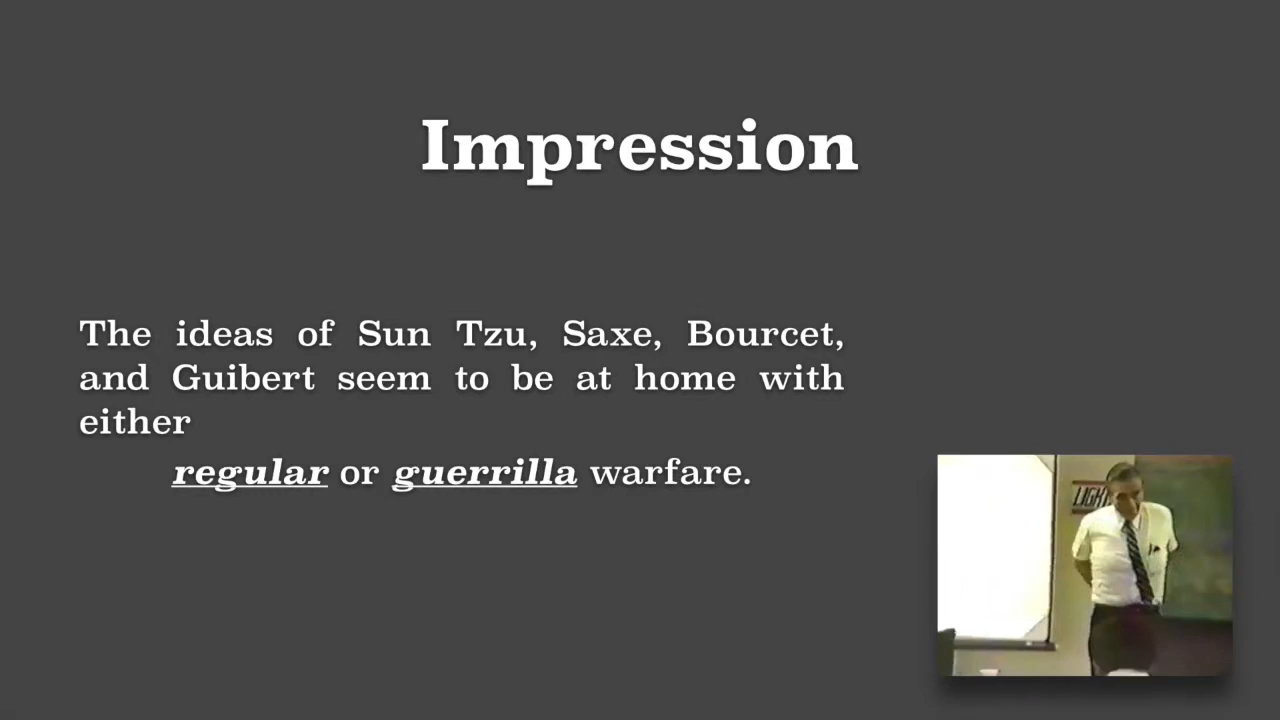 Impression
The ideas of Sun Tzu, Saxe, Bourcet,
and Guibert seem to be at home with
either
regular or guerrilla warfare.